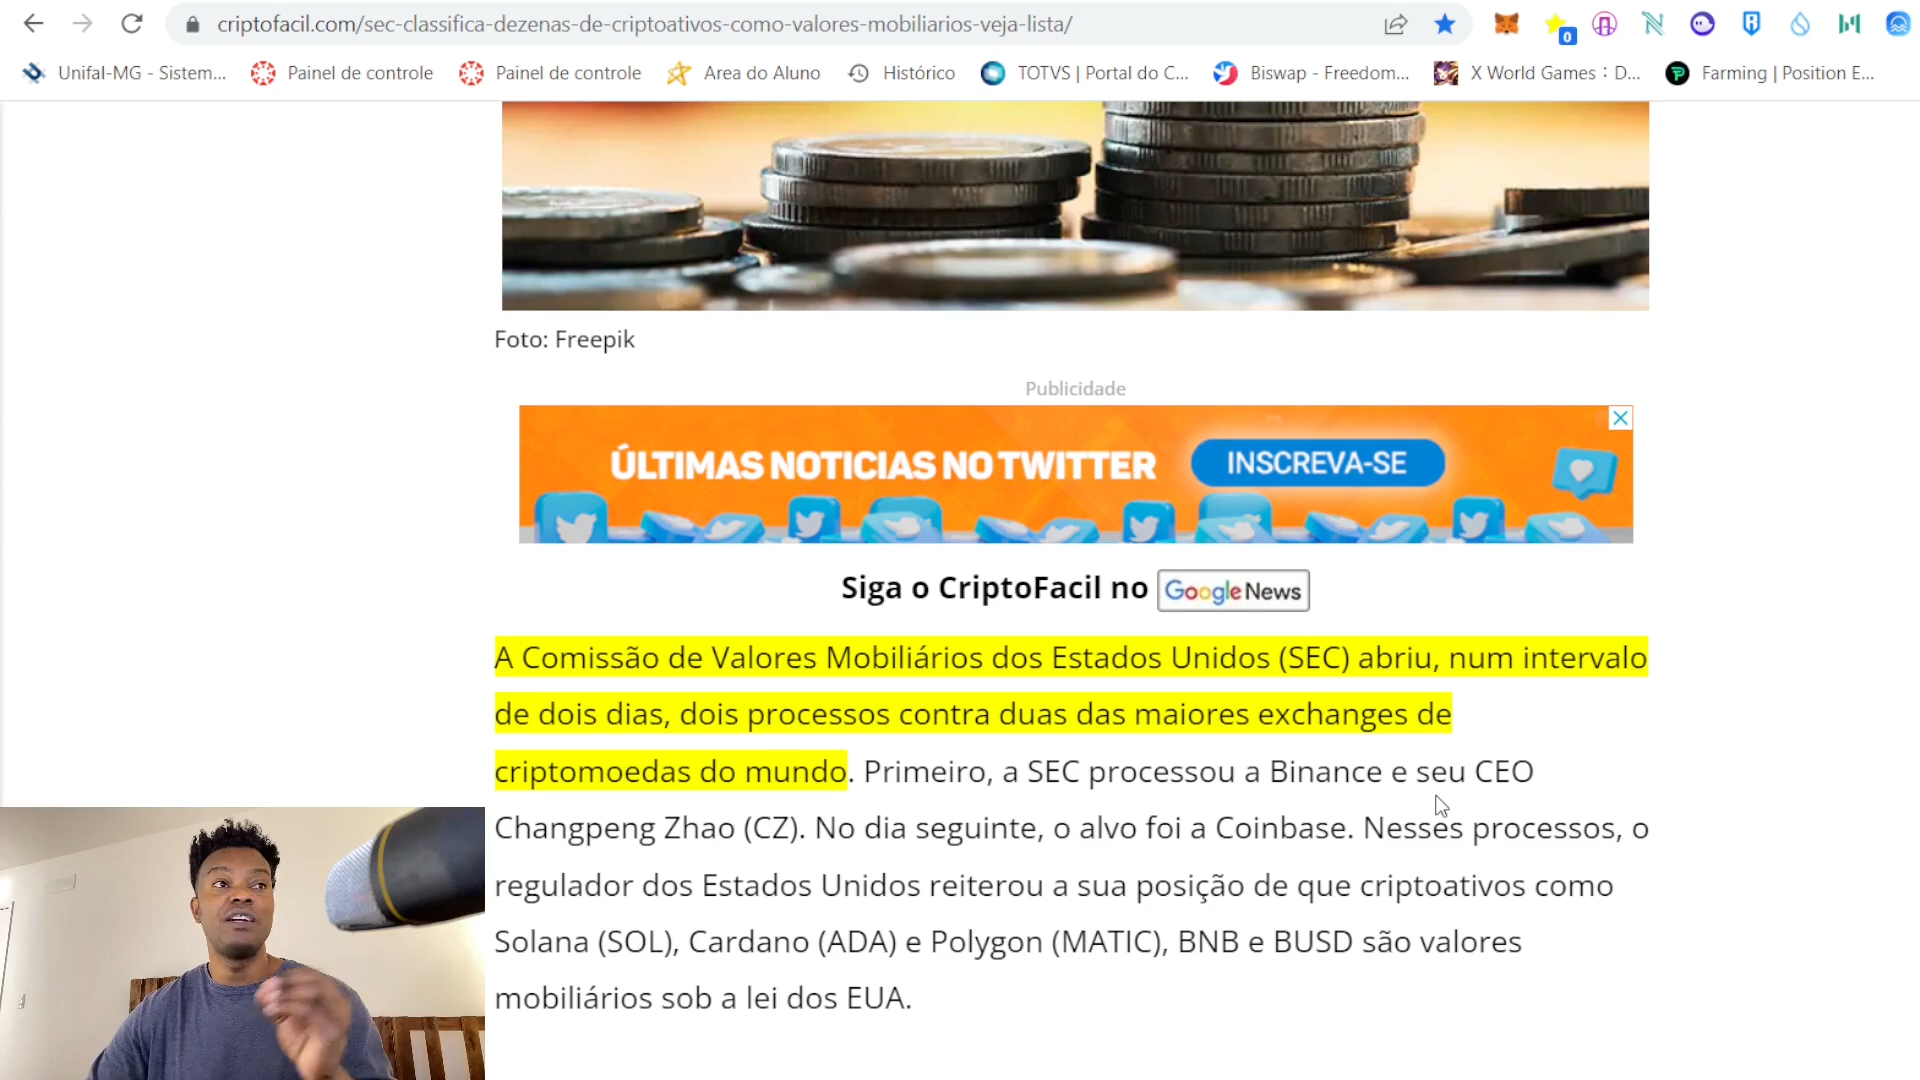 criptofacil.com/sec-classifica-dezenas-de-criptoativos-como-valores-mobiliarios-veja-lista/
0
Unifal-MG - Sistem... Painel de controle Painel de controle Area do Aluno Histórico TOTVS | Portal do C... Biswap - Freedom... X World Games : D... Farming | Position E...
Foto: Freepik
Publicidade
ÚLTIMAS NOTICIAS NO TWITTER INSCREVA-SE
Siga o CriptoFacil no Google News
A Comissão de Valores Mobiliários dos Estados Unidos (SEC) abriu, num intervalo
de dois dias, dois processos contra duas das maiores exchanges de
criptomoedas do mundo. Primeiro, a SEC processou a Binance e seu CEO
Changpeng Zhao (CZ). No dia seguinte, o alvo foi a Coinbase. Nesses processos, o
regulador dos Estados Unidos reiterou a sua posição de que criptoativos como
Solana (SOL), Cardano (ADA) e Polygon (MATIC), BNB e BUSD são valores
mobiliários sob a lei dos EUA.